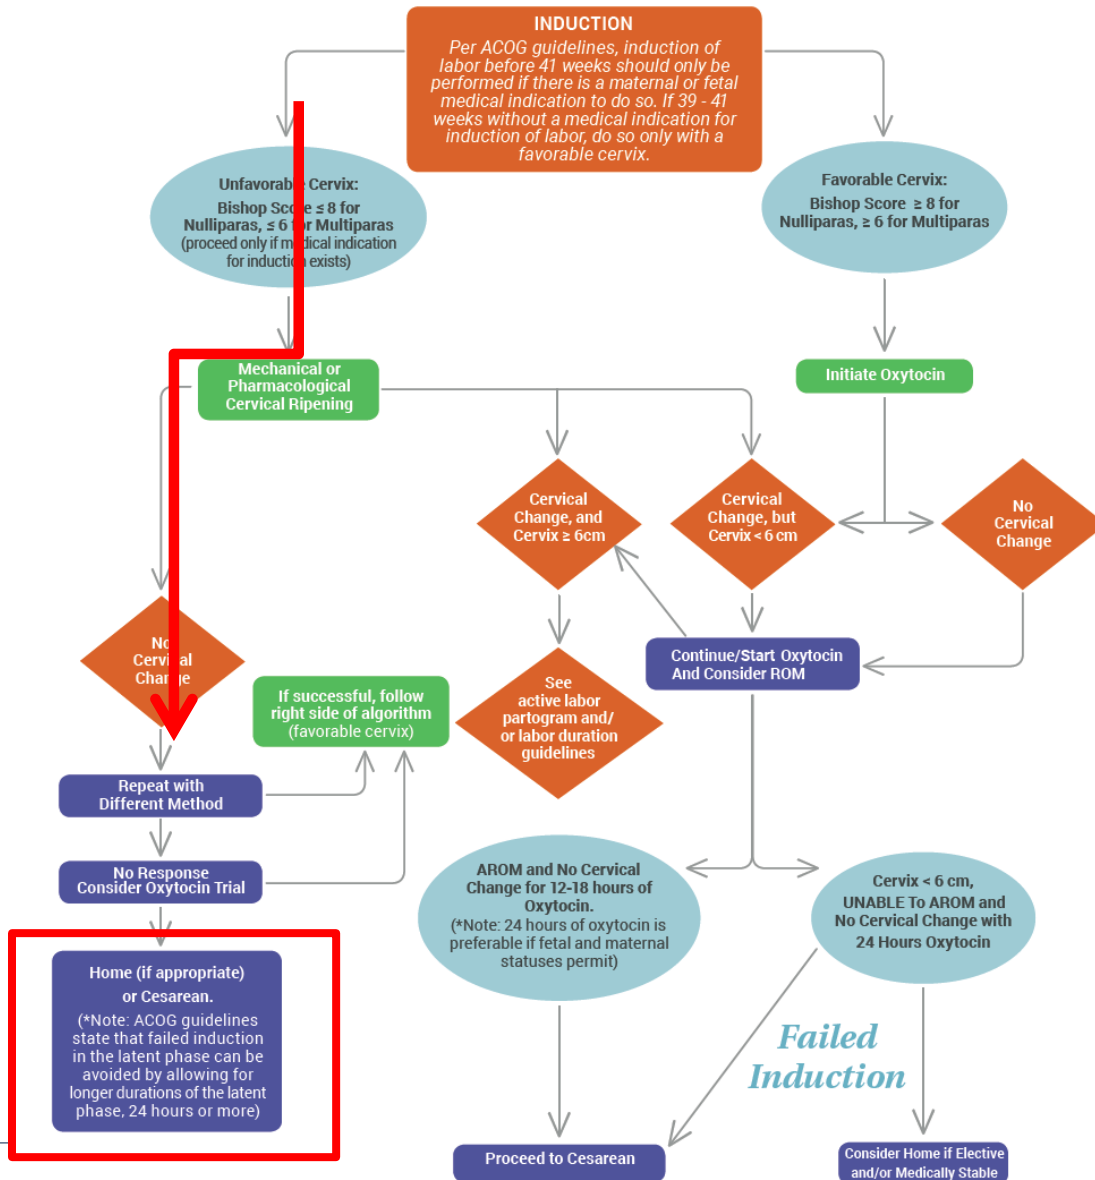 INDUCTION
Per ACOG guidelines, induction of
labor before 41 weeks should only be
performed if there is a maternal or fetal
medical indication to do so. If 39 - 41
weeks without a medical indication for
induction of labor, do so only with a
favorable cervix.
Unfavorable Cervix:
Bishop Score ≤ 8 for
Nulliparas, ≤ 6 for Multiparas
(proceed only if medical indication
for induction exists)
Favorable Cervix:
Bishop Score ≥ 8 for
Nulliparas, ≥ 6 for Multiparas
Mechanical or
Pharmacological
Cervical Ripening
Initiate Oxytocin
Cervical
Change, and
Cervix ≥ 6cm
Cervical
Change, but
Cervix < 6 cm
No
Cervical
Change
No
Cervical
Change
Continue/Start Oxytocin
And Consider ROM
If successful, follow
right side of algorithm
(favorable cervix)
See
active labor
partogram and/
or labor duration
guidelines
Repeat with
Different Method
No Response
Consider Oxytocin Trial
AROM and No Cervical
Change for 12-18 hours of
Oxytocin.
(*Note: 24 hours of oxytocin is
preferable if fetal and maternal
statuses permit)
Cervix < 6 cm,
UNABLE To AROM and
No Cervical Change with
24 Hours Oxytocin
Home (if appropriate)
or Cesarean.
(*Note: ACOG guidelines
state that failed induction
in the latent phase can be
avoided by allowing for
longer durations of the latent
phase, 24 hours or more)
Failed
Induction
Proceed to Cesarean
Consider Home if Elective
and/or Medically Stable